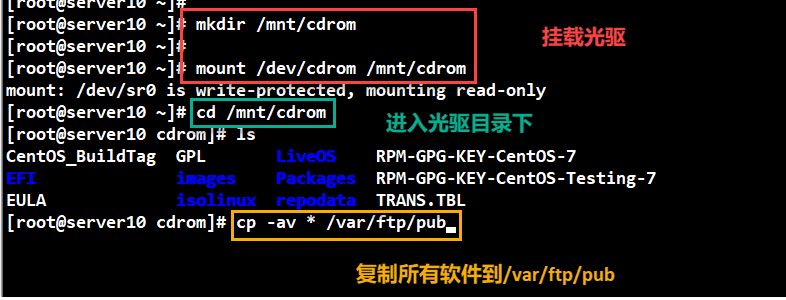 [root@server10 ~]#
[root@server10 ~]# mkdir /mnt/cdrom
[root@server10 ~]#
挂载光驱
[root@server10 ~]# mount /dev/cdrom /mnt/cdrom
mount: /dev/sr0 is write-protected, mounting read-only
[root@server10 ~]# cd /mnt/cdrom
进入光驱目录下
[root@server10 cdrom]# ls
CentOS_BuildTag GPL LiveOS RPM-GPG-KEY-CentOS-7
EFI images Packages RPM-GPG-KEY-CentOS-Testing-7
EULA isolinux repodata TRANS.TBL
[root@server10 cdrom]# cp -av * /var/ftp/pub
复制所有软件到/var/ftp/pub